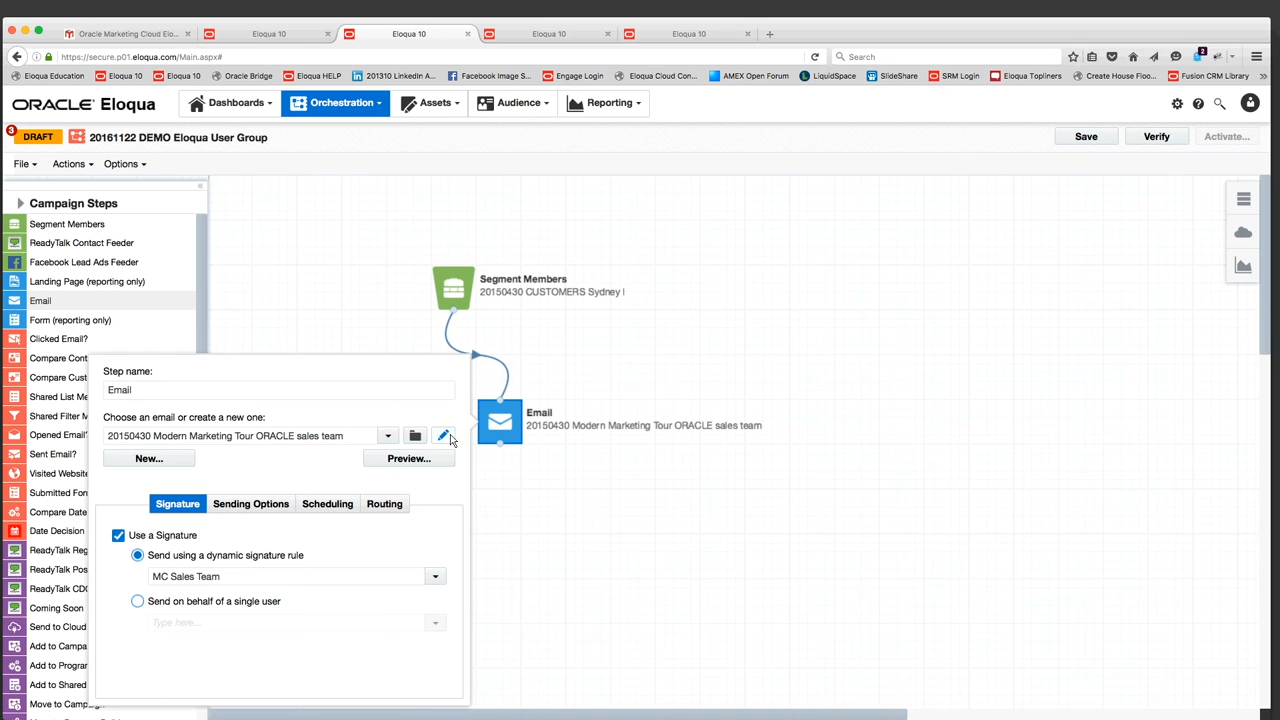 Oracle Marketing Cloud Elo...
Eloqua 10
Eloqua 10
Eloqua 10
Eloqua 10
https://secure.p01.eloqua.com/Main.aspx#
Search
2
Eloqua Education
Eloqua 10
Eloqua 10
Oracle Bridge
Eloqua HELP
201310 LinkedIn A...
Facebook Image S...
Engage Login
Eloqua Cloud Con...
AMEX Open Forum
LiquidSpace
SlideShare
SRM Login
Eloqua Topliners
Create House Floo...
Fusion CRM Library
ORACLE Eloqua
Dashboards
Orchestration
Assets
Audience
Reporting
3
DRAFT
20161122 DEMO Eloqua User Group
Save
Verify
Activate...
File
Actions
Options
Campaign Steps
Segment Members
ReadyTalk Contact Feeder
Facebook Lead Ads Feeder
Landing Page (reporting only)
Email
Form (reporting only)
Clicked Email?
Compare Cont
Compare Cust
Shared List Me
Shared Filter M
Opened Email?
Sent Email?
Visited Website
Submitted Forn
Compare Date
Date Decision
ReadyTalk Reg
ReadyTalk Pos
ReadyTalk CDO
Coming Soon
Send to Cloud
Add to Campa
Add to Program
Add to Shared
Move to Campa
Segment Members
20150430 CUSTOMERS Sydney I
Email
20150430 Modern Marketing Tour ORACLE sales team
Step name:
Email
Choose an email or create a new one:
20150430 Modern Marketing Tour ORACLE sales team
New...
Preview...
Signature
Sending Options
Scheduling
Routing
Use a Signature
Send using a dynamic signature rule
MC Sales Team
Send on behalf of a single user
Type here...